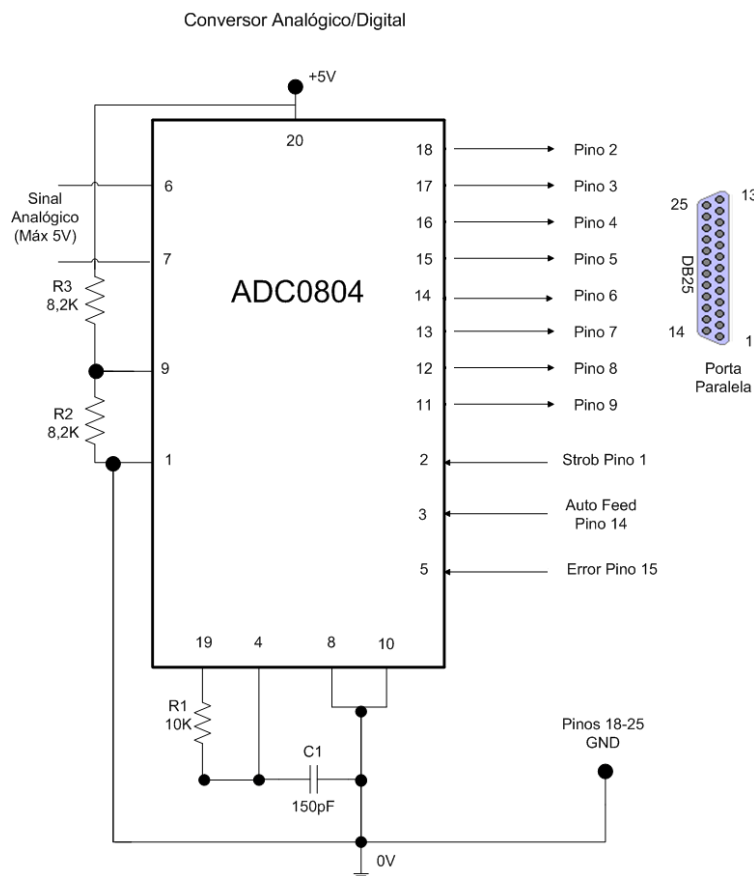 Conversor Analógico/Digital
+5V
20
6
Sinal
Analógico
(Máx 5V)
7
R3
8,2K
9
R2
8,2K
1
ADC0804
18
Pino 2
17
Pino 3
16
Pino 4
15
Pino 5
14
Pino 6
13
Pino 7
12
Pino 8
11
Pino 9
2
Strob Pino 1
3
Auto Feed
Pino 14
5
Error Pino 15
25
13
DB25
14
1
Porta
Paralela
19
4
8
10
R1
10K
C1
150pF
Pinos 18-25
GND
0V